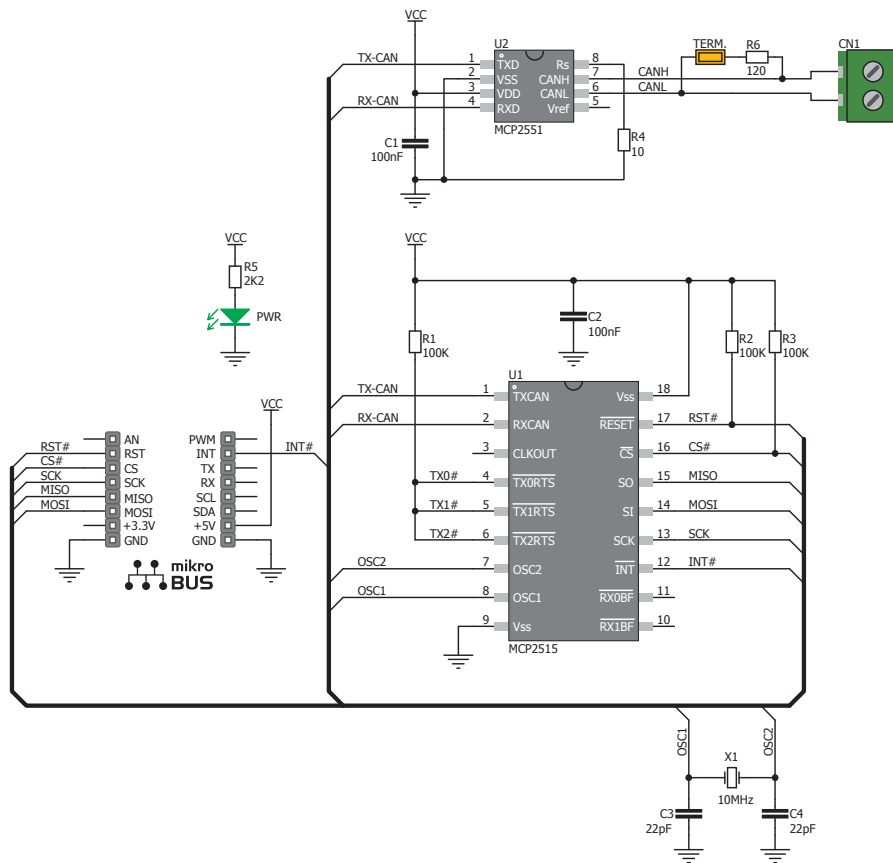 VCC
U2
TX-CAN 1 TXD Rs 8
2 VSS CANH 7 CANH
3 VDD CANL 6 CANL
RX-CAN 4 RXD Vref 5
MCP2551
TERM. R6
120
CN1
C1
100nF
R4
10
VCC
R5
2K2
PWR
VCC
C2
100nF
R1
100K
R2
100K
R3
100K
U1
TX-CAN 1 TXCAN Vss 18
RX-CAN 2 RXCAN RESET 17 RST#
3 CLKOUT CS 16 CS#
TX0# 4 TX0RTS SO 15 MISO
TX1# 5 TX1RTS SI 14 MOSI
TX2# 6 TX2RTS SCK 13 SCK
OSC2 7 OSC2 INT 12 INT#
OSC1 8 OSC1 RX0BF 11
9 Vss RX1BF 10
MCP2515
VCC
AN PWM
RST# RST INT INT#
CS# CS TX
SCK SCK RX
MISO MISO SCL
MOSI MOSI SDA
+3.3V +5V
GND GND
mikro
BUS
OSC1
OSC2
X1
10MHz
C3
22pF
C4
22pF